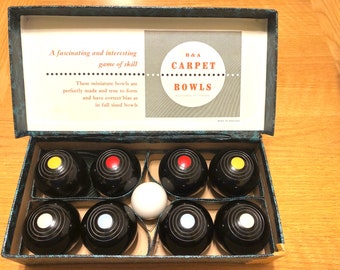 A fascinating and interesting
game of skill
These miniature bowls are
perfectly made and true to form
and have correct bias as
in full sized bowls
B & A
CARPET
BOWLS